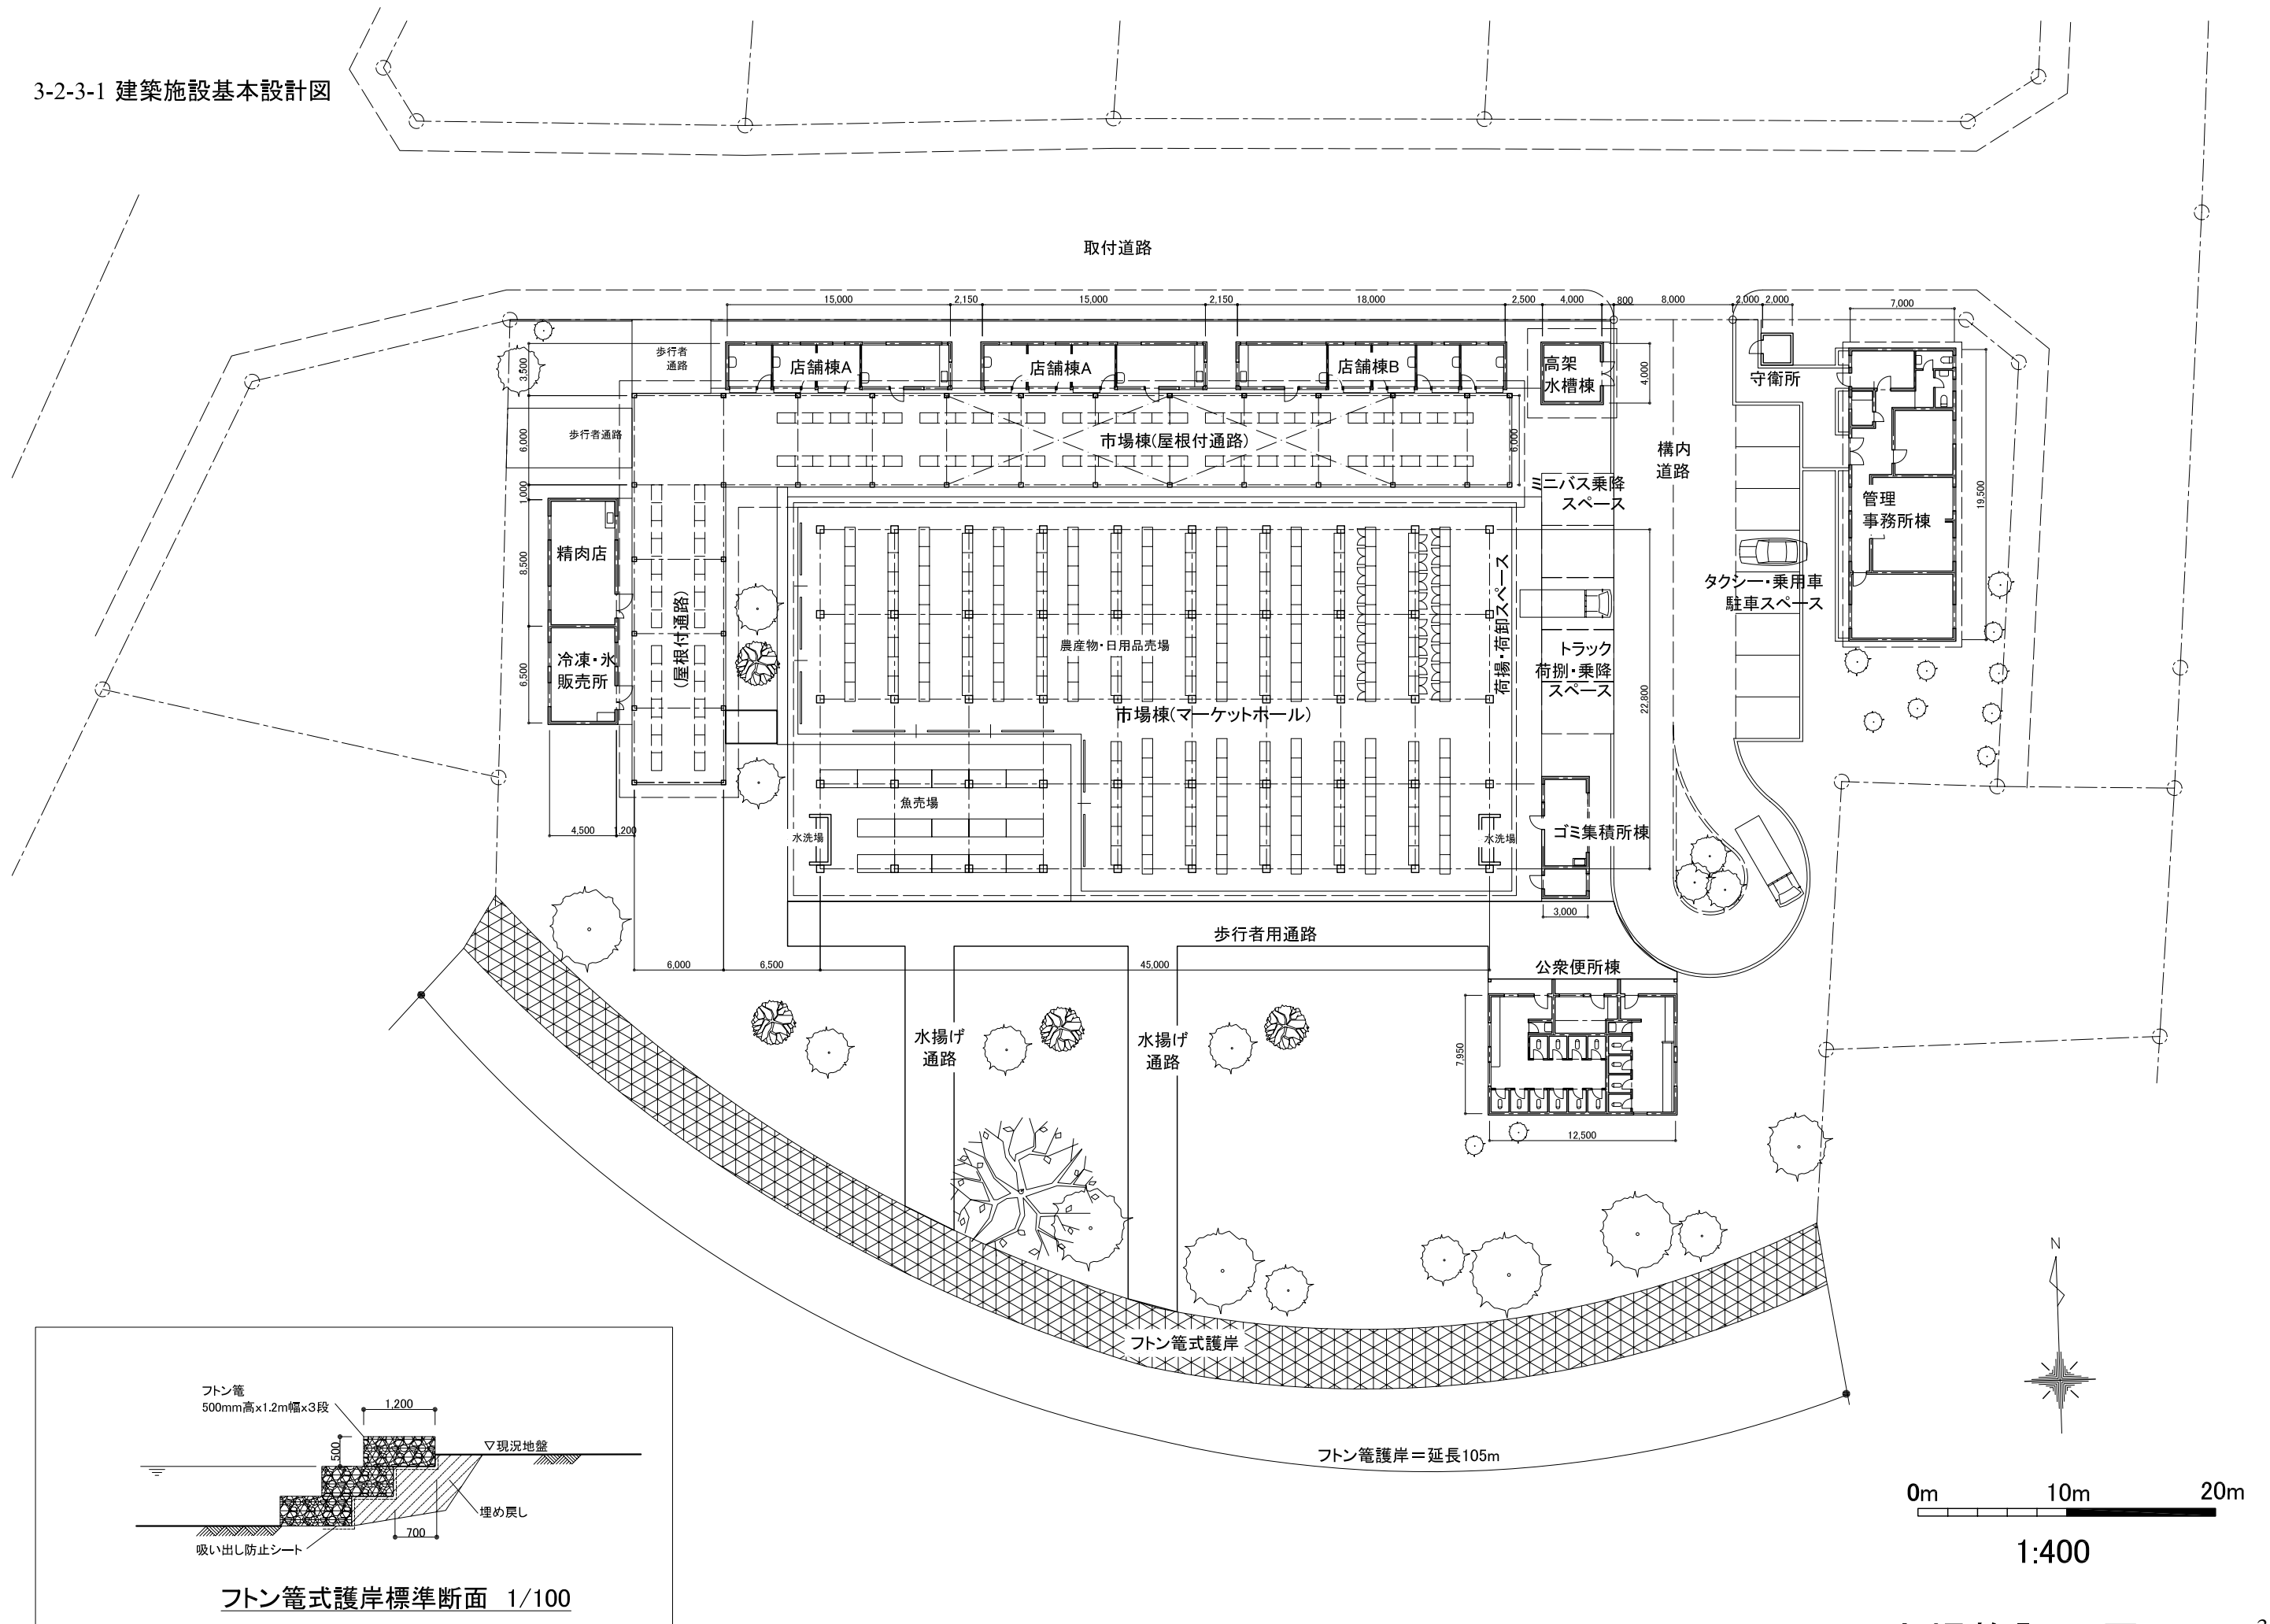 3-2-3-1 建築施設基本設計図
取付道路
15,000
2,150
15,000
2,150
18,000
2,500
4,000
800
8,000
2,000
2,000
7,000
歩行者
通路
3,500
店舗棟A
店舗棟A
店舗棟B
高架
水槽棟
4,000
守衛所
歩行者通路
6,000
市場棟(屋根付通路)
6,000
構内
道路
1,000
ミニバス乗降
スペース
管理
事務所棟
19,500
精肉店
8,500
荷揚・荷卸スペース
タクシー・乗用車
駐車スペース
(屋根付通路)
農産物・日用品売場
冷凍・氷
販売所
6,500
トラック
荷捌・乗降
スペース
22,800
市場棟(マーケットホール)
魚売場
4,500
1,200
水洗場
水洗場
ゴミ集積所棟
3,000
歩行者用通路
6,000
6,500
45,000
公衆便所棟
水揚げ
通路
水揚げ
通路
7,950
12,500
フトン篭式護岸
フトン篭護岸＝延長105m
N
フトン篭
500mm高x1.2m幅x3段
1,200
500
▽現況地盤
埋め戻し
700
吸い出し防止シート
フトン篭式護岸標準断面 1/100
0m
10m
20m
1:400